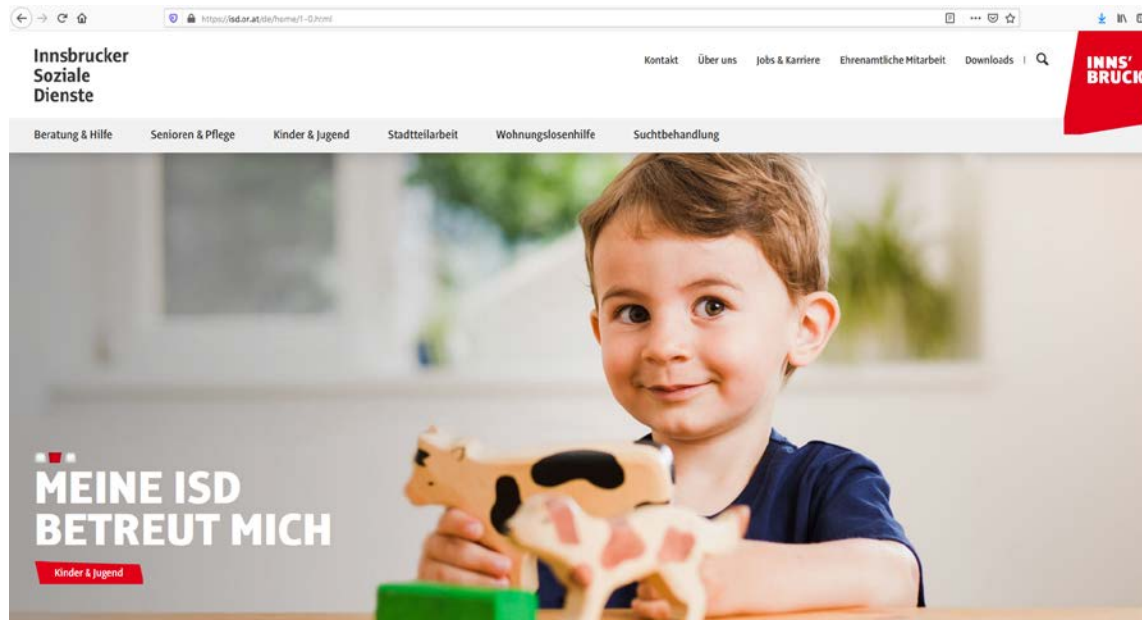 https://isd.or.at/de/home/1-0.html
Innsbrucker
Soziale
Dienste
Kontakt Über uns Jobs & Karriere Ehrenamtliche Mitarbeit Downloads |
INNS'
BRUCK
Beratung & Hilfe Senioren & Pflege Kinder & Jugend Stadtteilarbeit Wohnungslosenhilfe Suchtbehandlung
MEINE ISD
BETREUT MICH
Kinder & Jugend